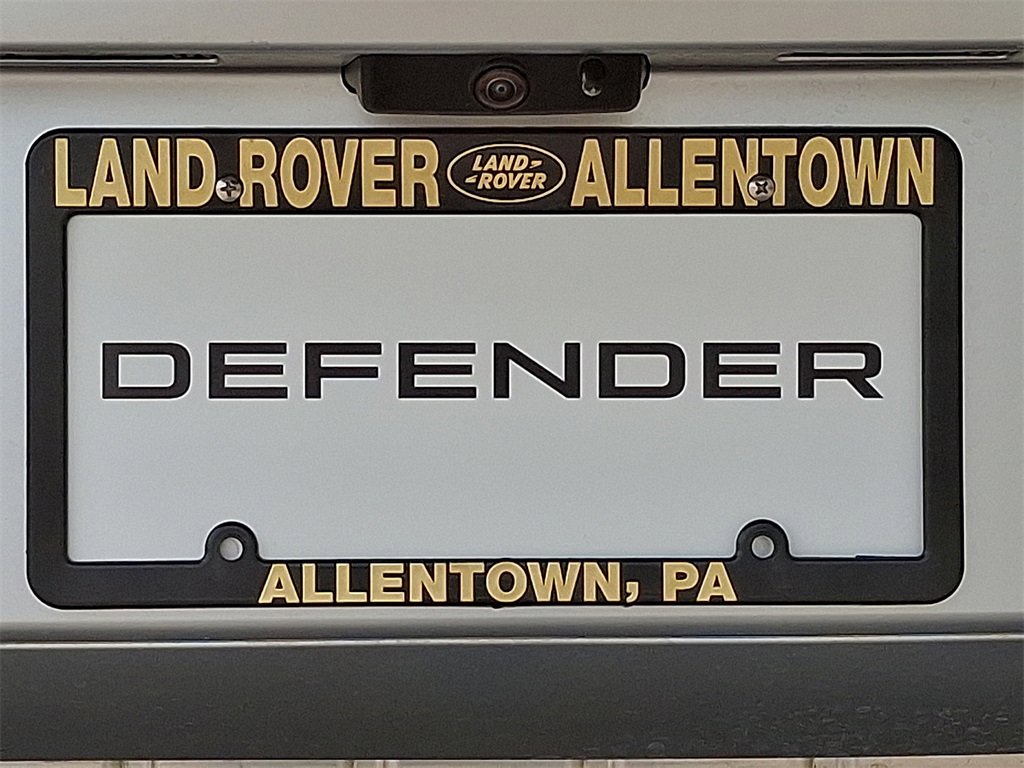 LAND ROVER LAND ROVER ALLENTOWN
DEFENDER
ALLENTOWN, PA